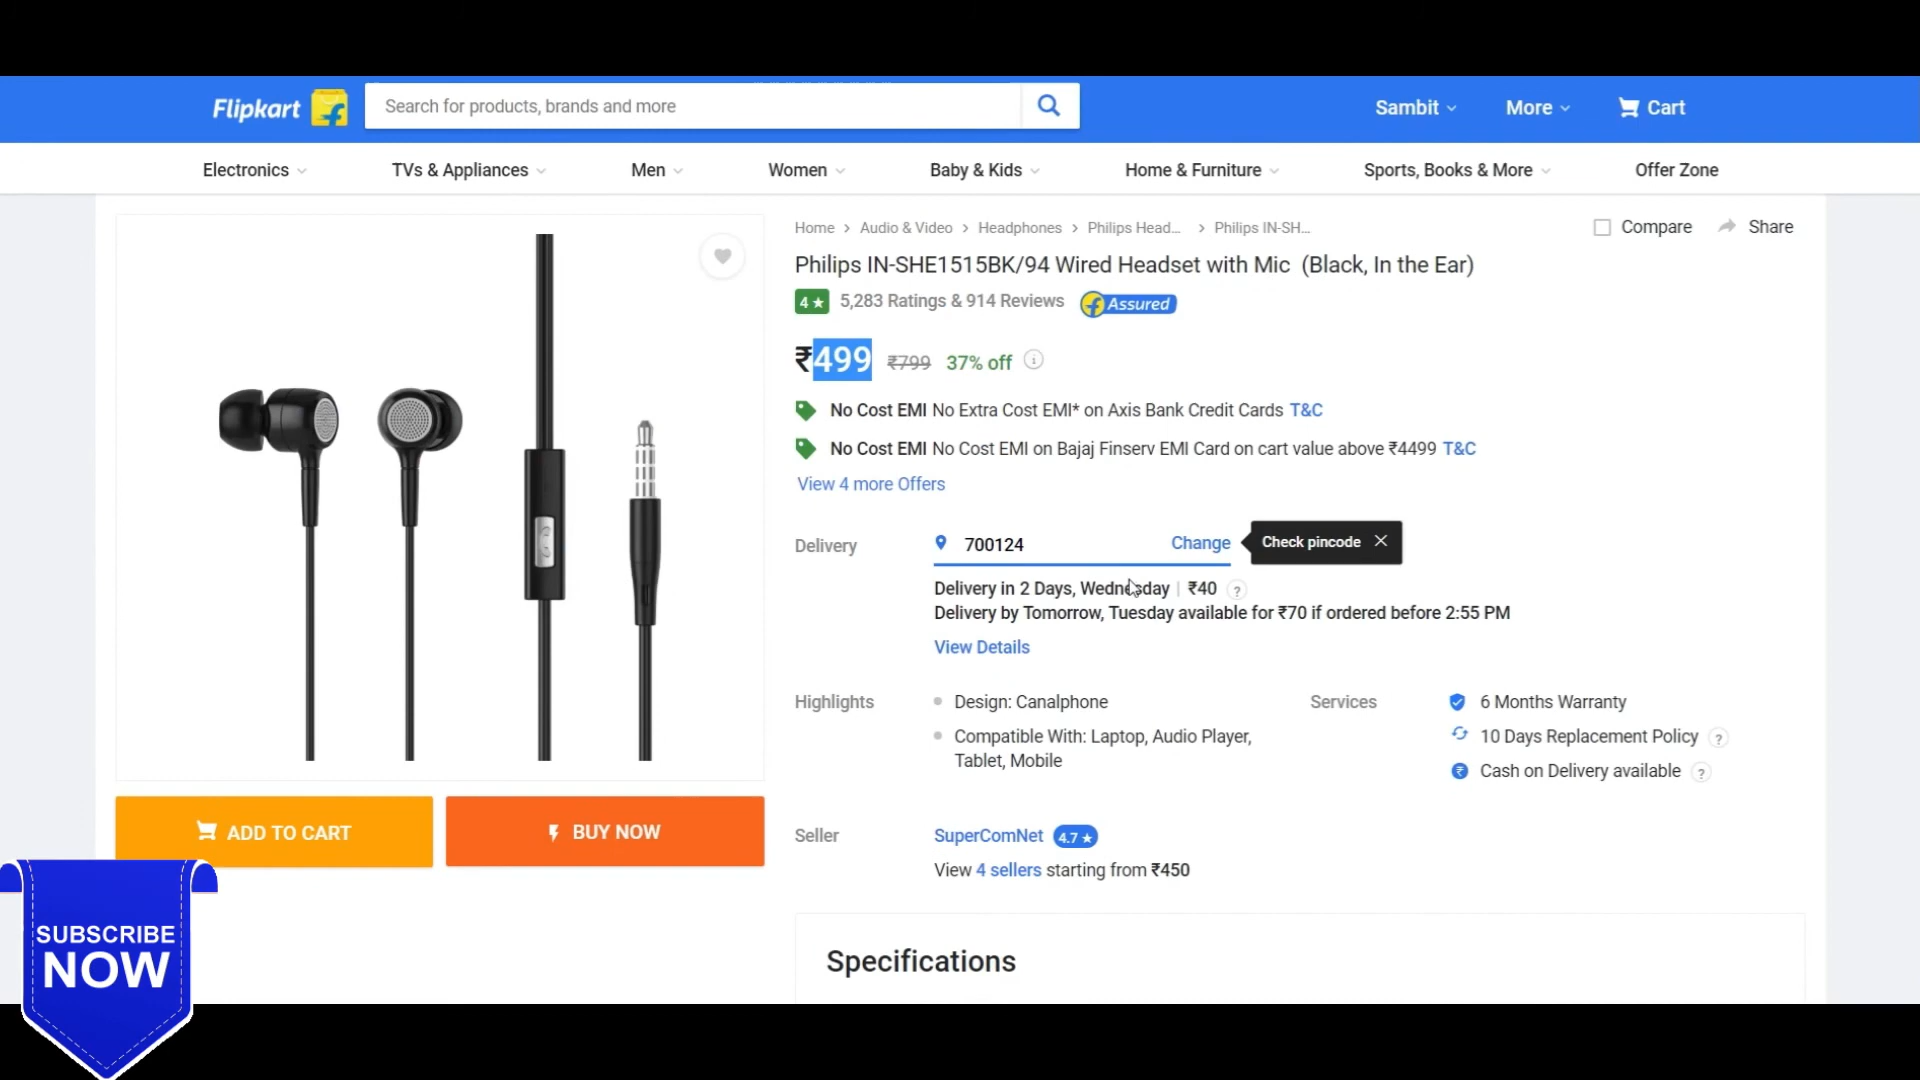 Flipkart
Search for products, brands and more
Sambit
More
Cart
Electronics
TVs & Appliances
Men
Women
Baby & Kids
Home & Furniture
Sports, Books & More
Offer Zone
Home > Audio & Video > Headphones > Philips Head... > Philips IN-SH...
Compare
Share
Philips IN-SHE1515BK/94 Wired Headset with Mic (Black, In the Ear)
4★ 5,283 Ratings & 914 Reviews Assured
₹499 ₹799 37% off
No Cost EMI No Extra Cost EMI* on Axis Bank Credit Cards T&C
No Cost EMI No Cost EMI on Bajaj Finserv EMI Card on cart value above ₹4499 T&C
View 4 more Offers
Delivery
700124
Change
Check pincode
Delivery in 2 Days, Wednesday | ₹40 ?
Delivery by Tomorrow, Tuesday available for ₹70 if ordered before 2:55 PM
View Details
Highlights
Design: Canalphone
Compatible With: Laptop, Audio Player,
Tablet, Mobile
Services
6 Months Warranty
10 Days Replacement Policy ?
Cash on Delivery available ?
ADD TO CART
BUY NOW
Seller
SuperComNet 4.7★
View 4 sellers starting from ₹450
Specifications
SUBSCRIBE
NOW